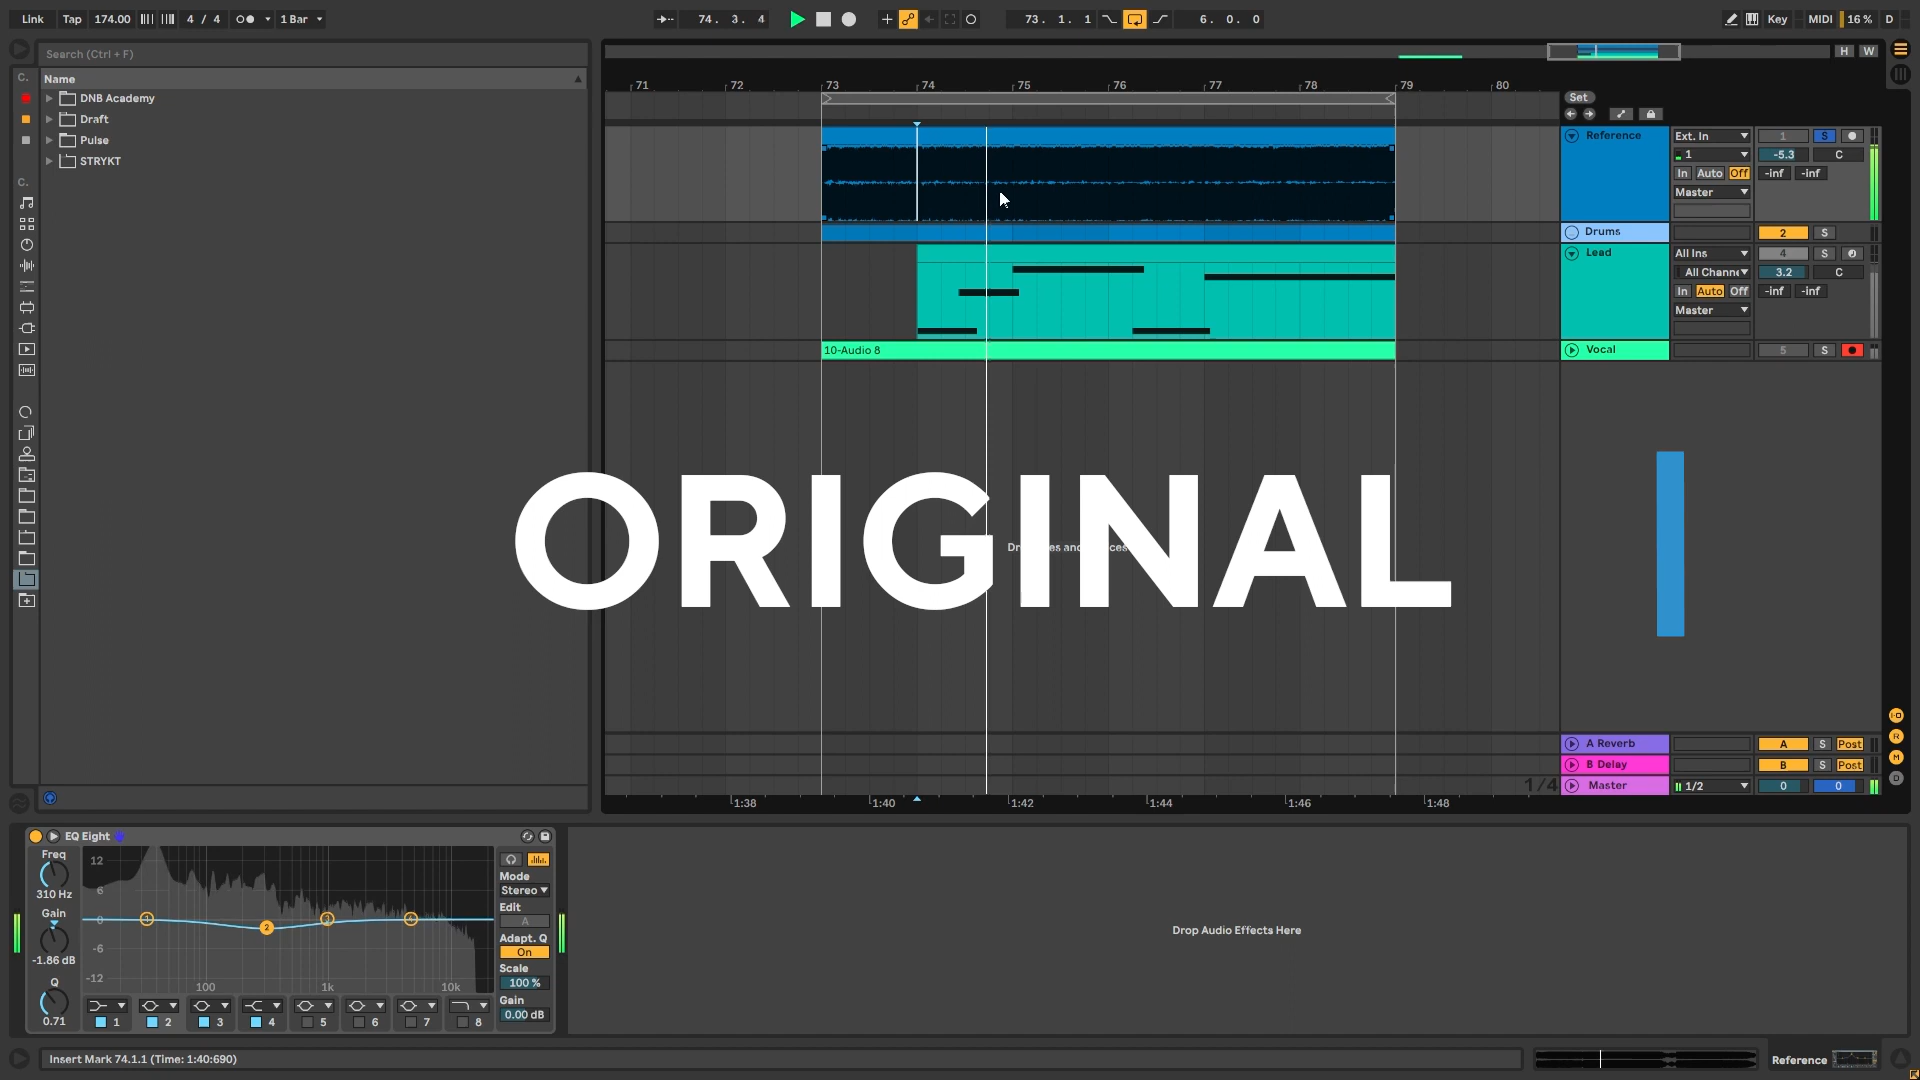 Link Tap 174.00 4 / 4 1 Bar 74. 3. 4 73. 1. 1 6. 0. 0 Key MIDI 16 % D
Search (Ctrl + F)
H W
C. Name
71 72 73 74 75 76 77 78 79 80
DNB Academy
Set
Draft
Pulse
STRYKT
Reference Ext. In 1 S
1 -5.3 C
In Auto Off -inf -inf
Master
C.
Drums 2 S
Lead All Ins 4 S
All Channe 3.2 C
In Auto Off -inf -inf
Master
10-Audio 8
Vocal 5 S
ORIGINAL
A Reverb A S Post
B Delay B S Post
1/4 Master 1/2 0 0
1:38 1:40 1:42 1:44 1:46 1:48
R
M
D
EQ Eight
Freq
310 Hz
Gain
-1.86 dB
Q
0.71
12
6
0
-6
-12
100 1k 10k
1 2 3 4
Mode
Stereo
Edit
A
Adapt. Q
On
Scale
100 %
Gain
0.00 dB
1 2 3 4 5 6 7 8
Drop Audio Effects Here
Insert Mark 74.1.1 (Time: 1:40:690)
Reference